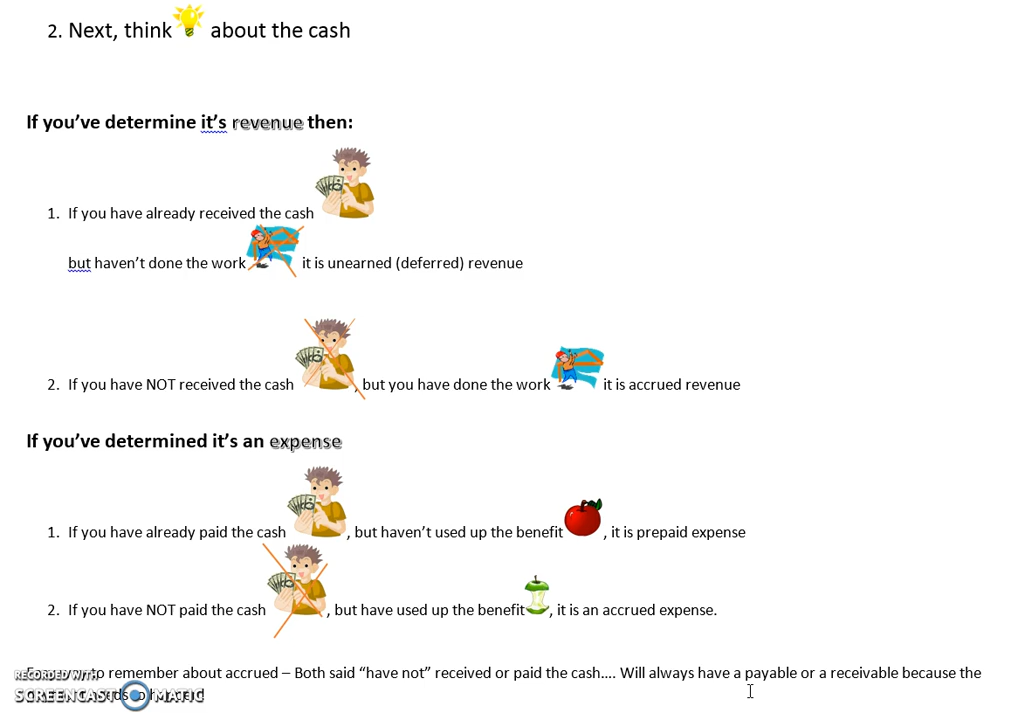 2. Next, think about the cash
If you've determine it's revenue then:
1. If you have already received the cash
but haven't done the work it is unearned (deferred) revenue
2. If you have NOT received the cash, but you have done the work it is accrued revenue
If you've determined it's an expense
1. If you have already paid the cash, but haven't used up the benefit, it is prepaid expense
2. If you have NOT paid the cash, but have used up the benefit, it is an accrued expense.
to remember about accrued – Both said "have not" received or paid the cash.... Will always have a payable or a receivable because the
RECORDED WITH
SCREENCAST-O-MATIC